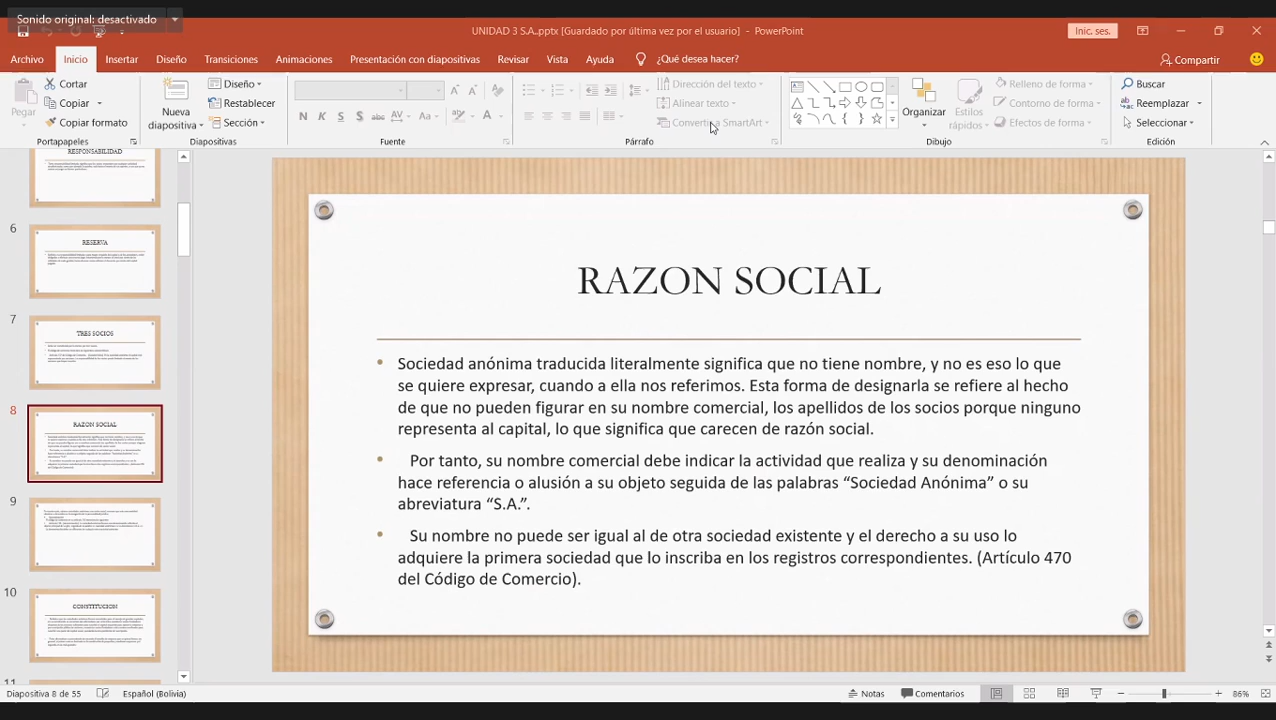 Sonido original: desactivado
UNIDAD 3 S.A..pptx [Guardado por última vez por el usuario] - PowerPoint
Inic. ses.
Archivo Inicio Insertar Diseño Transiciones Animaciones Presentación con diapositivas Revisar Vista Ayuda ¿Qué desea hacer? Compartir
Pegar
Cortar
Copiar
Copiar formato
Portapapeles
Nueva
diapositiva
Diseño
Restablecer
Sección
Diapositivas
N K S S abc AV Aa A
Fuente
Dirección del texto
Alinear texto
Convertir a SmartArt
Párrafo
Organizar
Estilos
rápidos
Relleno de forma
Contorno de forma
Efectos de forma
Dibujo
Buscar
Reemplazar
Seleccionar
Edición
RESPONSABILIDAD
6
RESERVA
7
TRES SOCIOS
8
RAZON SOCIAL
9
10
CONSTITUCION
RAZON SOCIAL
• Sociedad anónima traducida literalmente significa que no tiene nombre, y no es eso lo que
se quiere expresar, cuando a ella nos referimos. Esta forma de designarla se refiere al hecho
de que no pueden figurar en su nombre comercial, los apellidos de los socios porque ninguno
representa al capital, lo que significa que carecen de razón social.
• Por tanto, su nombre comercial debe indicar la actividad que realiza y su denominación
hace referencia o alusión a su objeto seguida de las palabras “Sociedad Anónima” o su
abreviatura “S.A.”.
• Su nombre no puede ser igual al de otra sociedad existente y el derecho a su uso lo
adquiere la primera sociedad que lo inscriba en los registros correspondientes. (Artículo 470
del Código de Comercio).
Diapositiva 8 de 55 Español (Bolivia) Notas Comentarios 86%